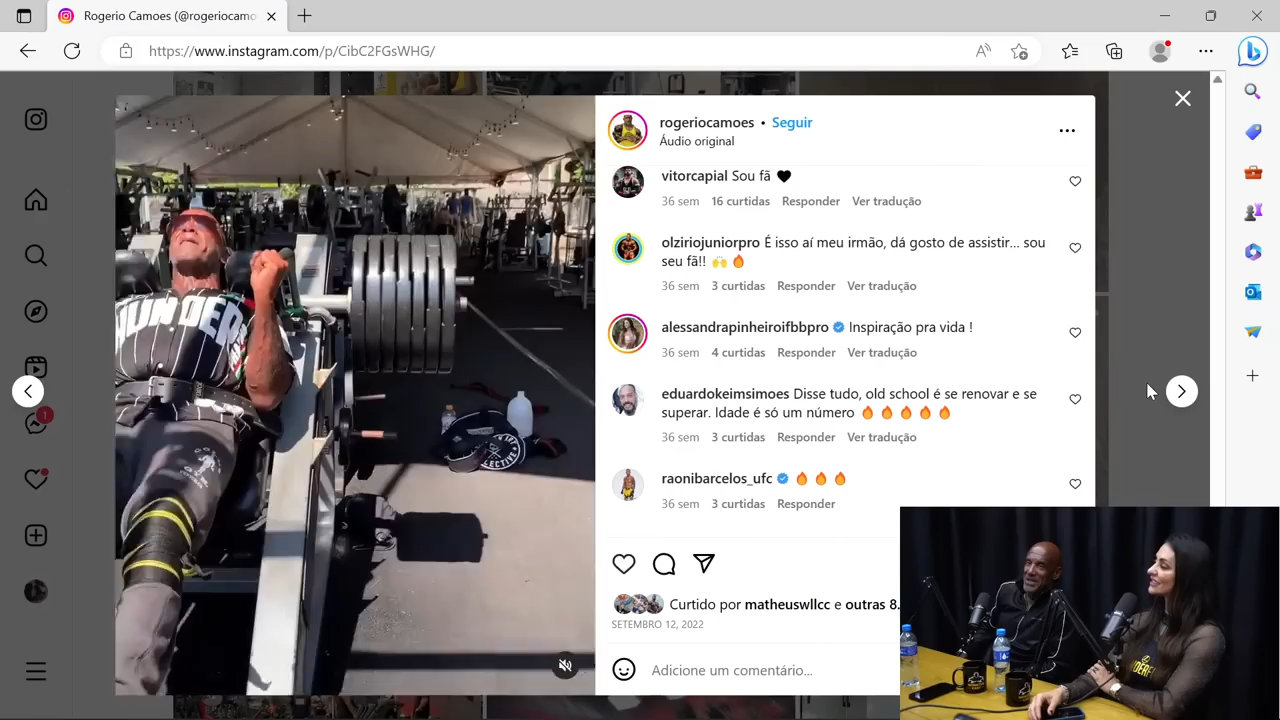 Rogerio Camoes (@rogeriocamo
https://www.instagram.com/p/CibC2FGsWHG/
rogeriocamoes • Seguir
Áudio original
vitorcapial Sou fã 🖤
36 sem 16 curtidas Responder Ver tradução
olziriojuniorpro É isso aí meu irmão, dá gosto de assistir... sou
seu fã!! 🙌 🔥
36 sem 3 curtidas Responder Ver tradução
alessandrapinheiroifbbpro Inspiração pra vida !
36 sem 4 curtidas Responder Ver tradução
eduardokeimsimoes Disse tudo, old school é se renovar e se
superar. Idade é só um número 🔥 🔥 🔥 🔥 🔥
36 sem 3 curtidas Responder Ver tradução
raonibarcelos_ufc 🔥 🔥 🔥
36 sem 3 curtidas Responder
Curtido por matheuswllcc e outras 8.
SETEMBRO 12, 2022
Adicione um comentário...
1